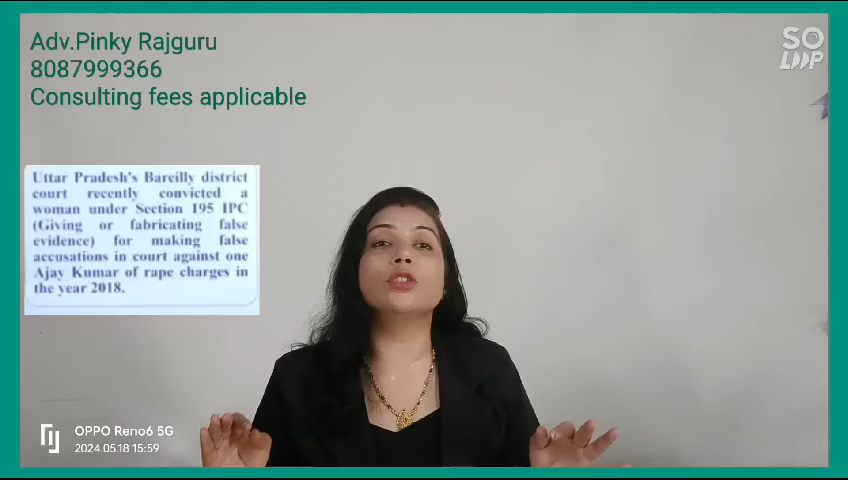 Adv.Pinky Rajguru
8087999366
Consulting fees applicable
SO
LOOP
Uttar Pradesh's Bareilly district
court recently convicted a
woman under Section 195 IPC
(Giving or fabricating false
evidence) for making false
accusations in court against one
Ajay Kumar of rape charges in
the year 2018.
OPPO Reno6 5G
2024.05.18 15:59